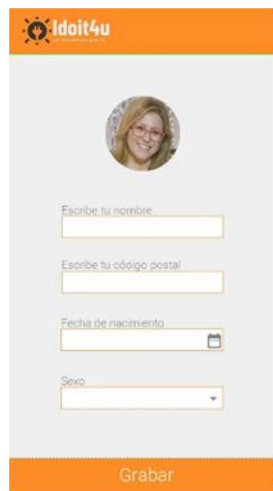 Idoit4u
Escribe tu nombre
Escribe tu código postal
Fecha de nacimiento
Sexo
Grabar